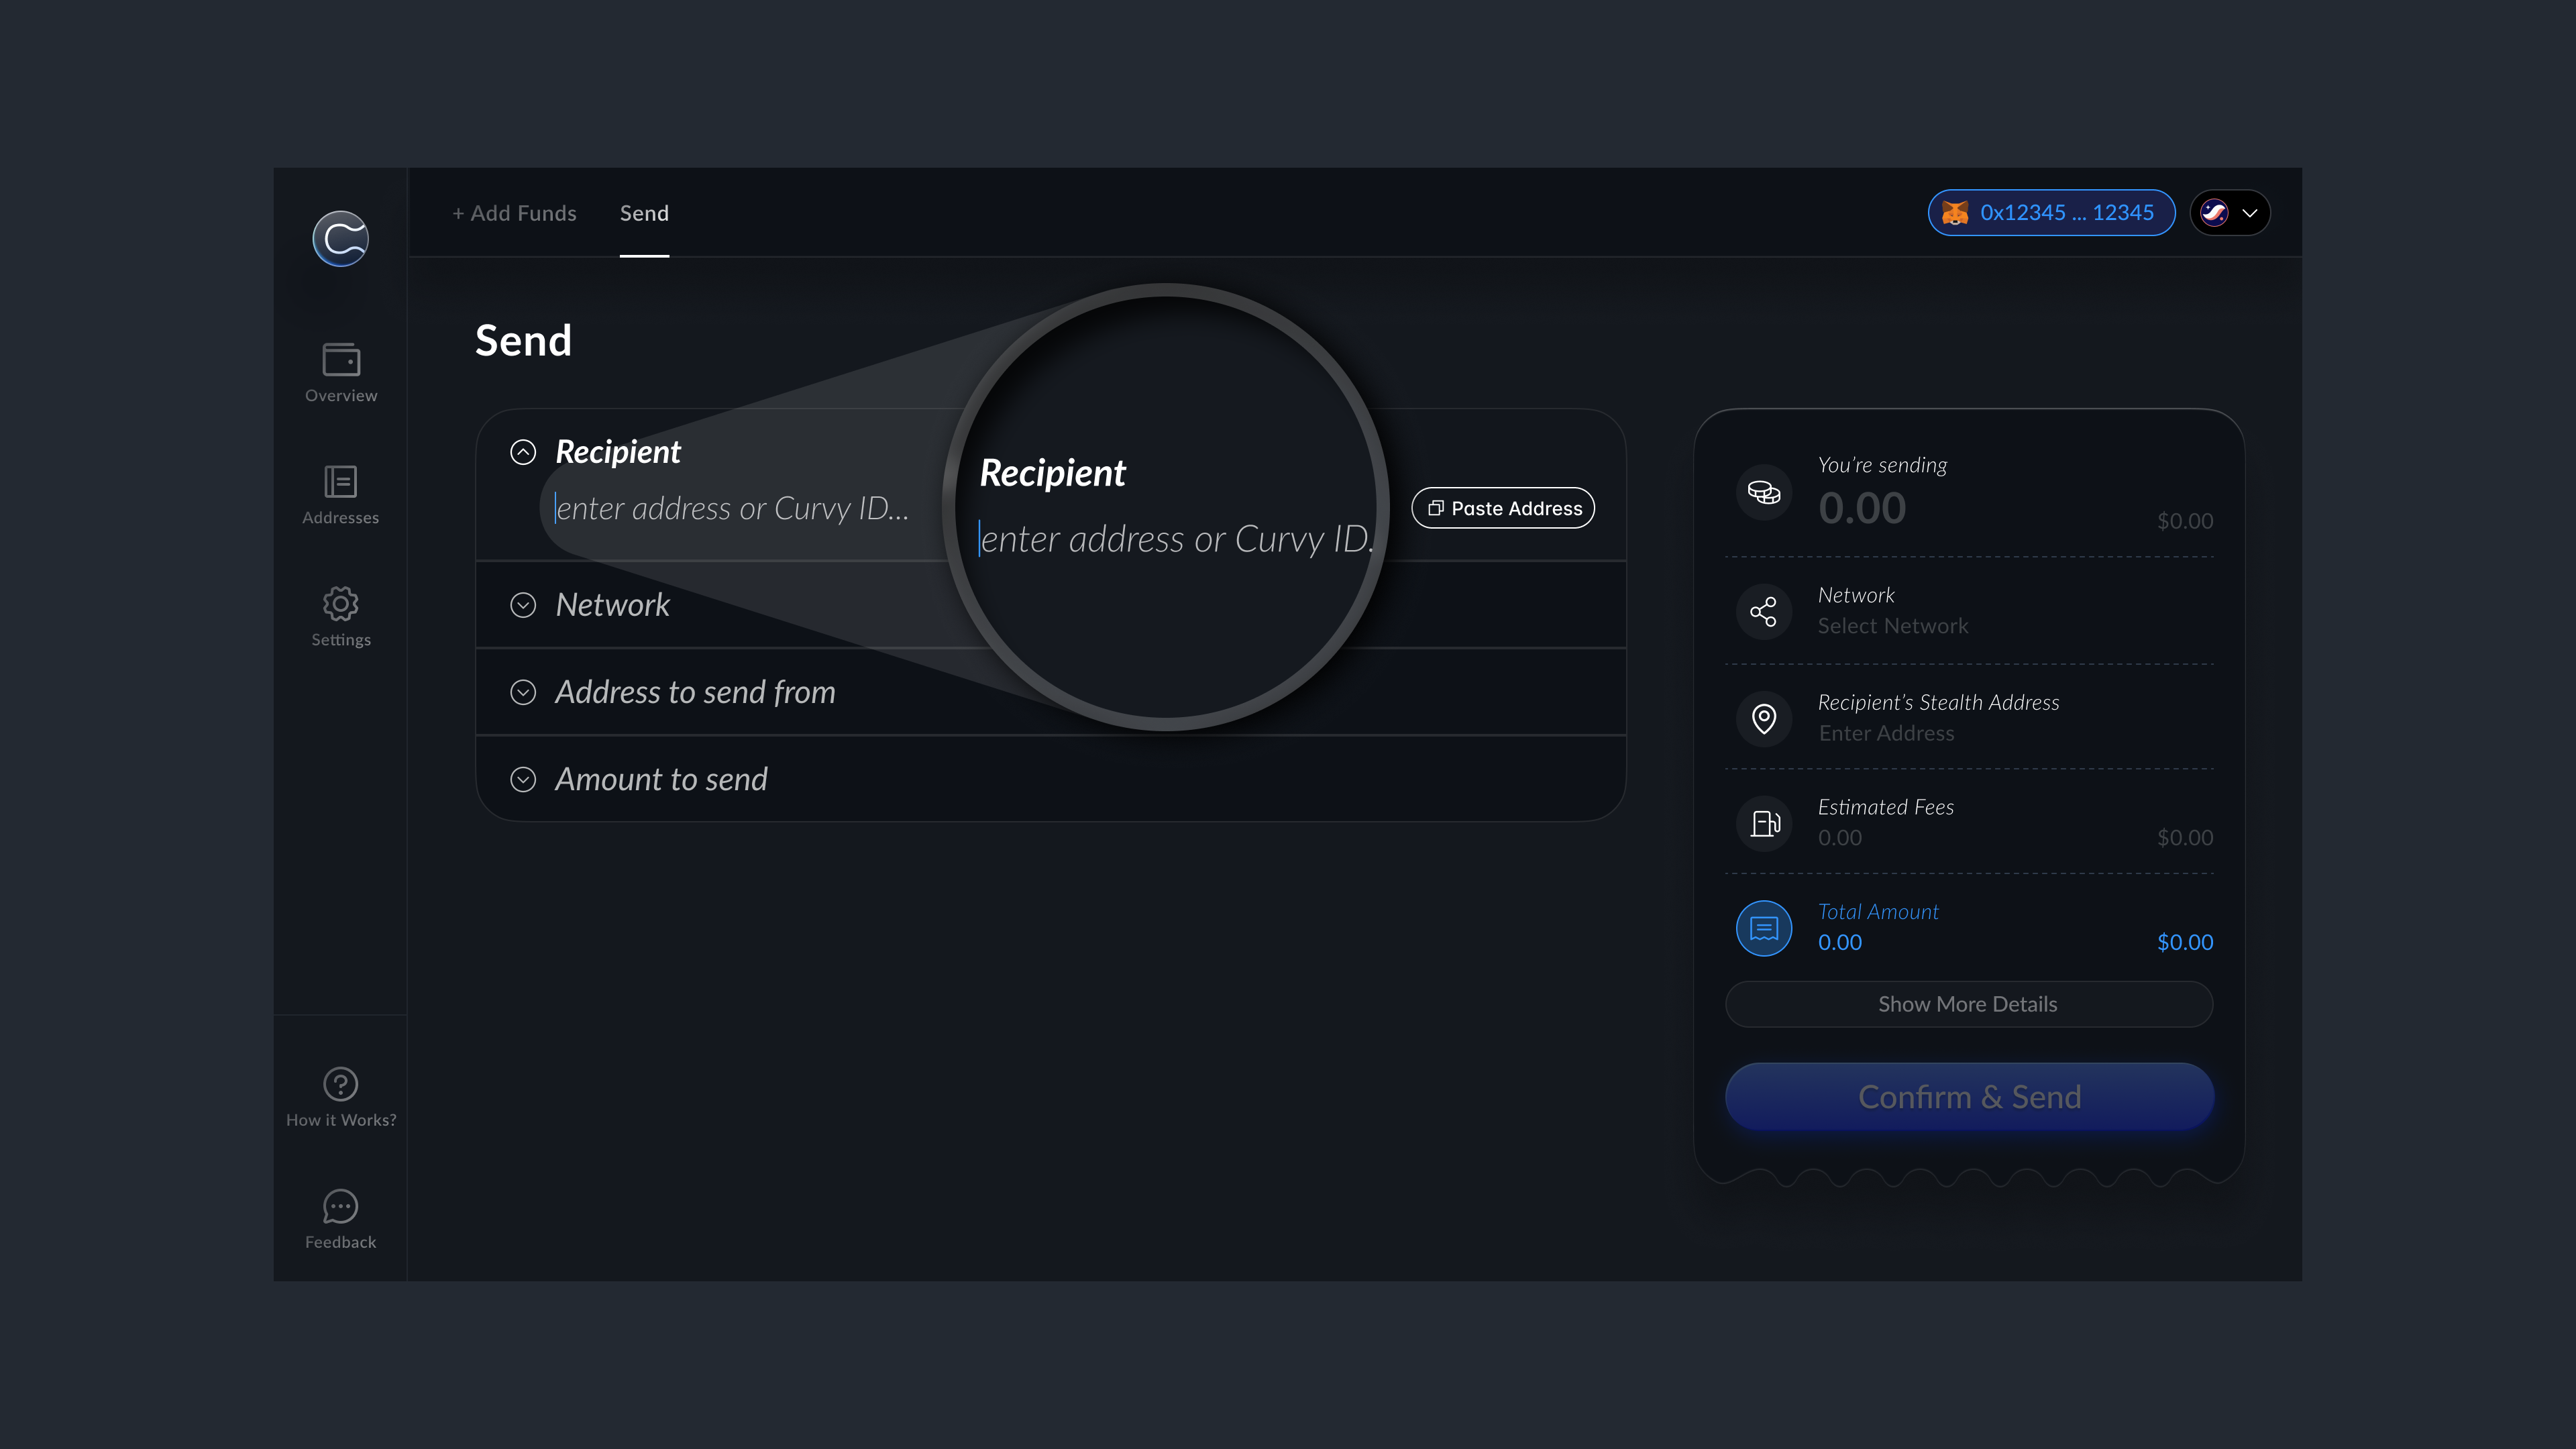 + Add Funds
Send
0x12345 ... 12345
Overview
Addresses
Settings
How it Works?
Feedback
Send
Recipient
enter address or Curvy ID...
Recipient
enter address or Curvy ID.
Paste Address
Network
Address to send from
Amount to send
You're sending
0.00 $0.00
Network
Select Network
Recipient's Stealth Address
Enter Address
Estimated Fees
0.00 $0.00
Total Amount
0.00 $0.00
Show More Details
Confirm & Send